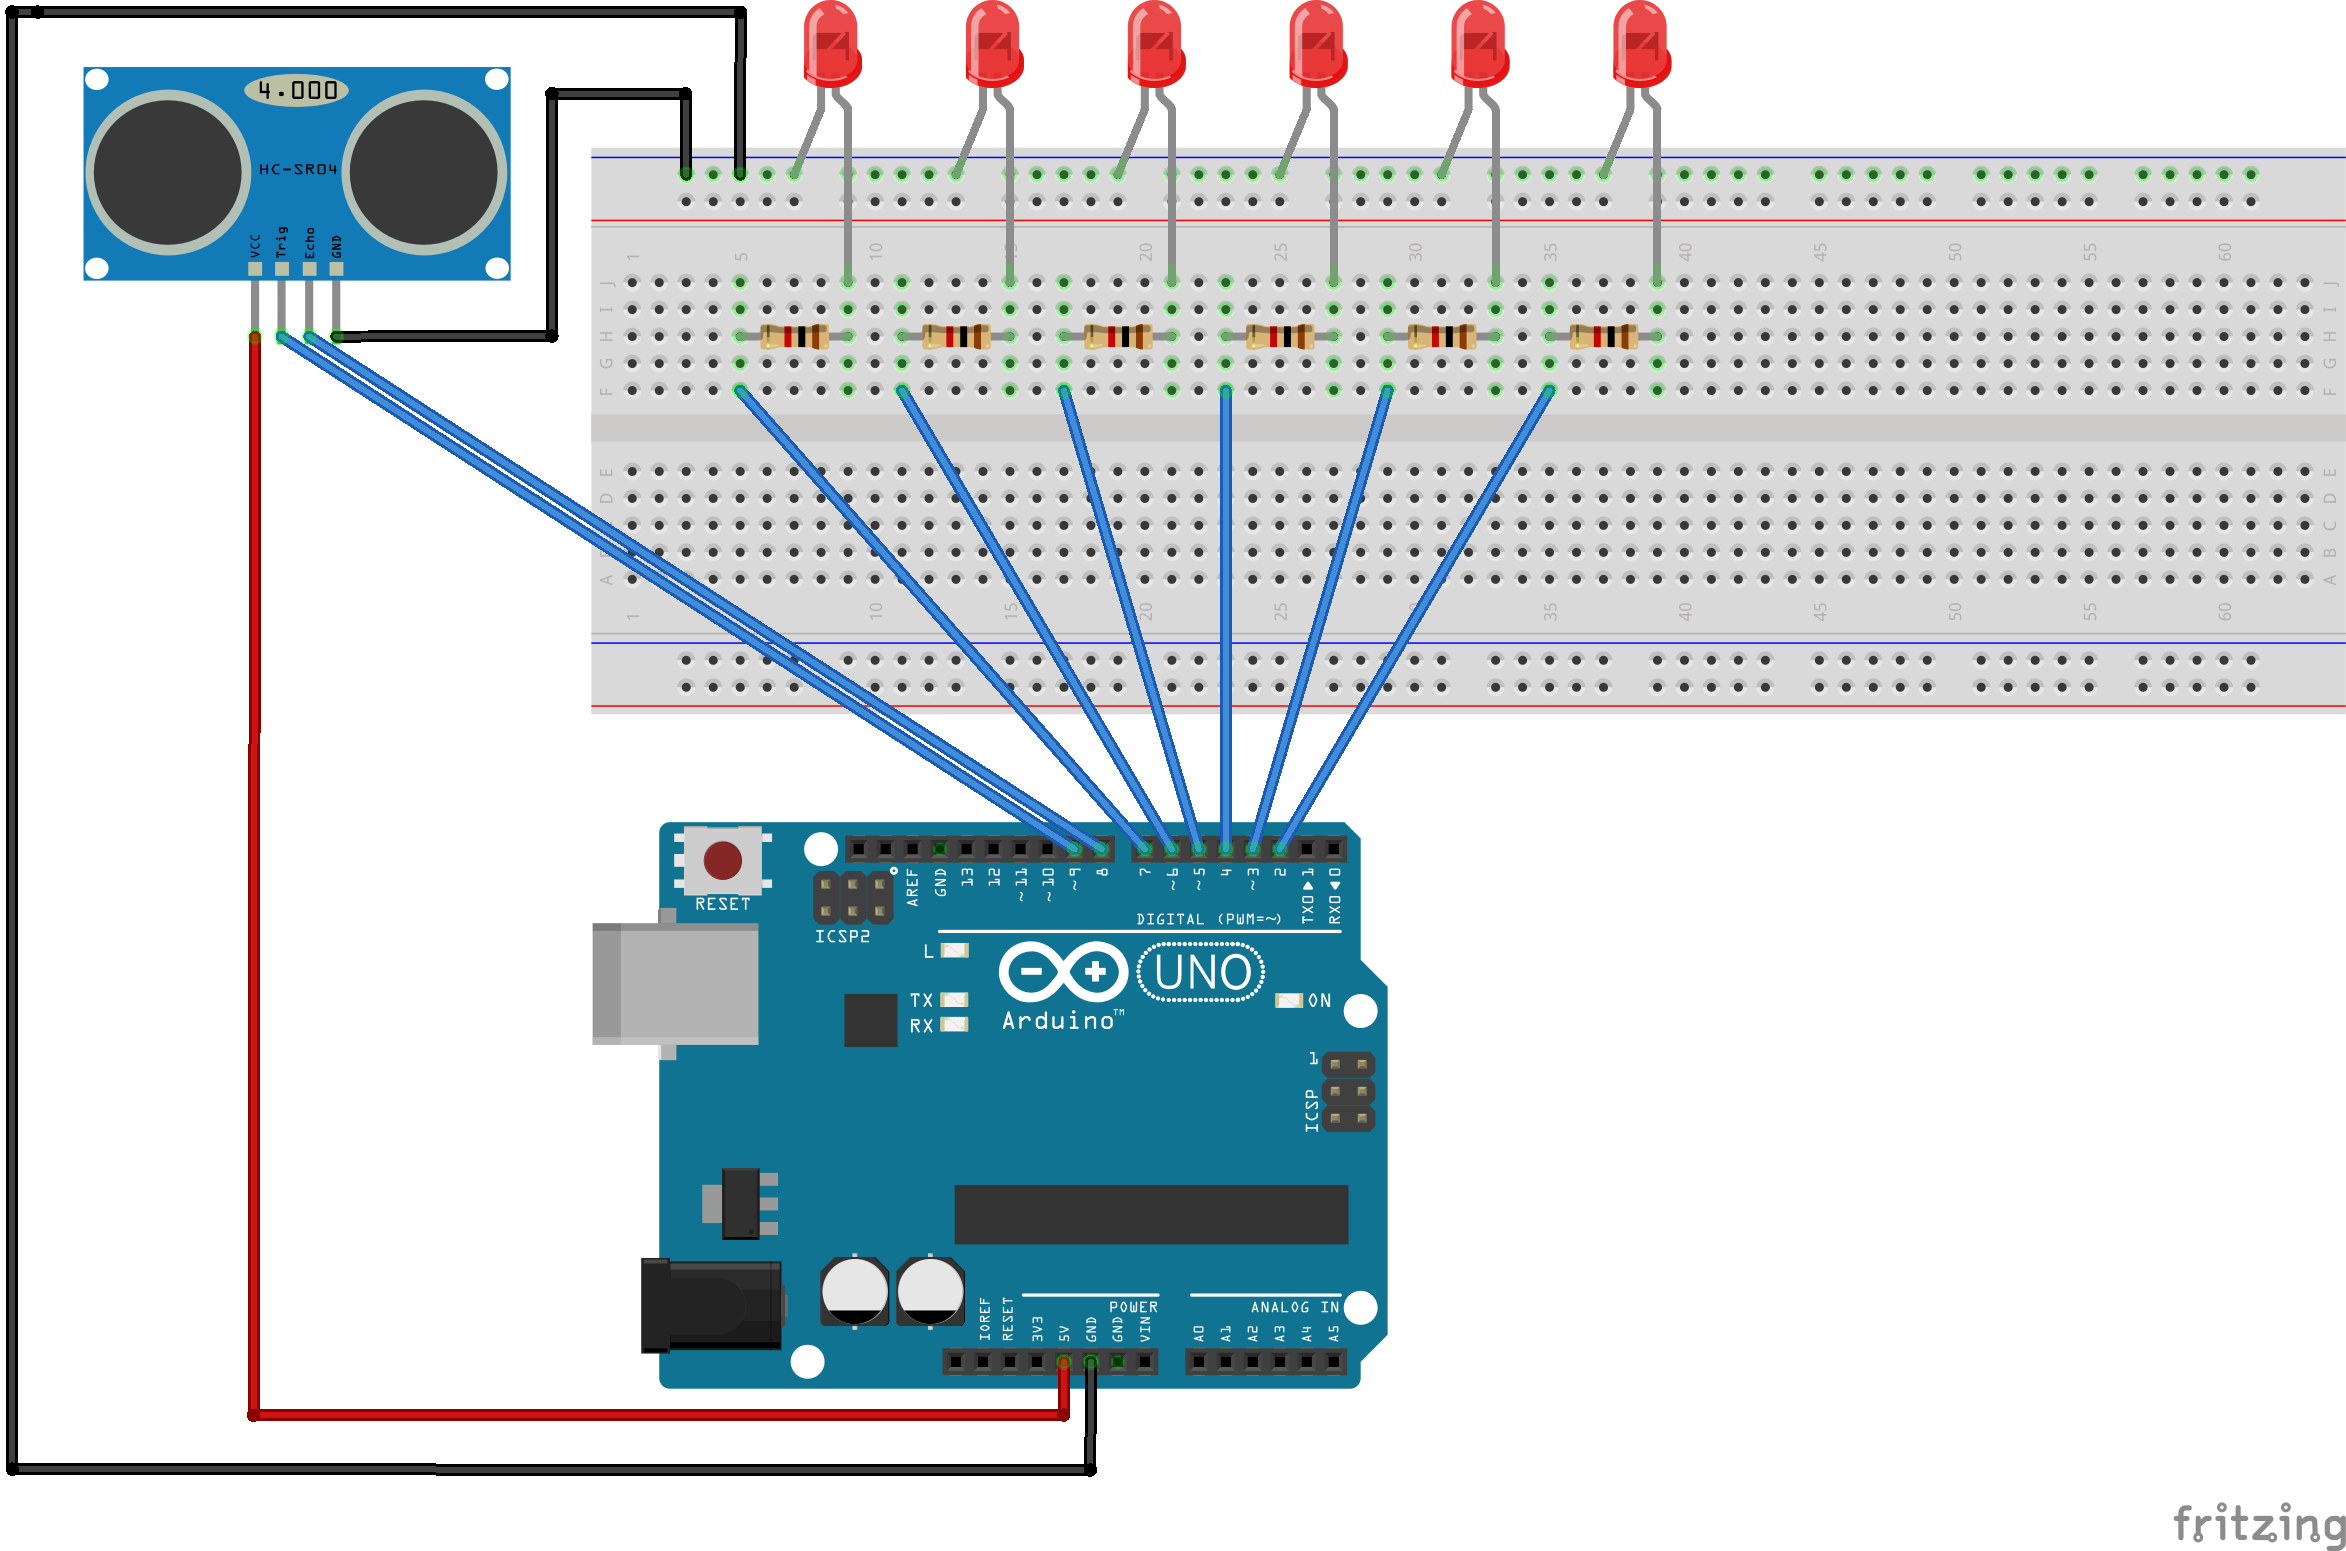 4.000
HC-SR04
VCC
Trig
Echo
GND
1
5
10
15
20
25
30
35
40
45
50
55
60
J
I
H
G
F
J
I
H
G
F
E
D
C
A
E
D
C
B
A
1
10
15
20
25
35
40
45
50
55
60
RESET
ICSP2
AREF
GND
13
12
~11
~10
~9
8
7
~6
~5
4
~3
2
TX0▶1
RX0◀0
DIGITAL (PWM=~)
L
TX
RX
UNO
Arduino™
ON
1
ICSP
IOREF
RESET
3V3
5V
GND
GND
VIN
POWER
ANALOG IN
A0
A1
A2
A3
A4
A5
fritzing